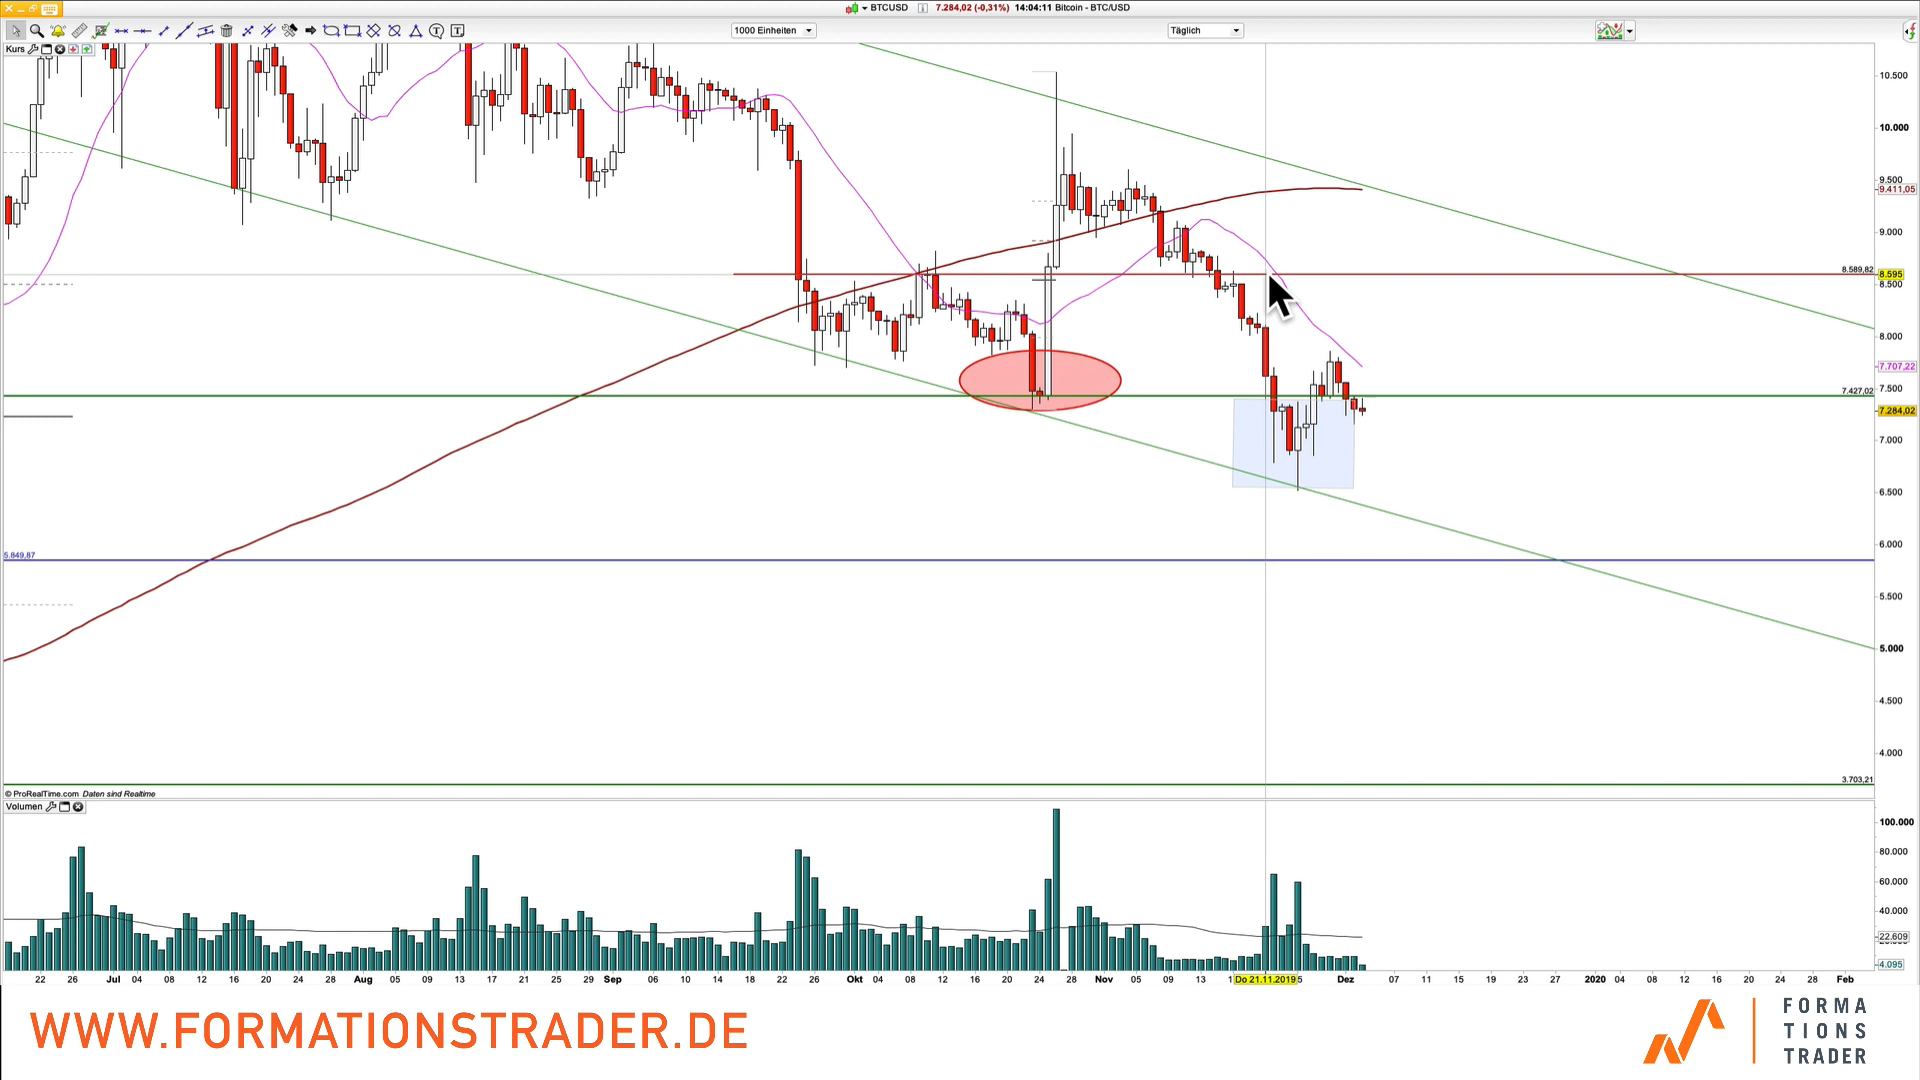 BTCUSD 7.284,02 (-0,31%) 14:04:11 Bitcoin - BTC/USD
1000 Einheiten
Täglich
Kurs
10.500
10.000
9.500
9.411,05
9.000
8.589,82
8.595
8.500
8.000
7.707,22
7.500
7.427,02
7.284,02
7.000
6.500
6.000
5.849,87
5.500
5.000
4.500
4.000
3.703,21
© ProRealTime.com Daten sind Realtime
Volumen
100.000
80.000
60.000
40.000
22.609
4.095
22 26 Jul 04 08 12 16 20 24 28 Aug 05 09 13 17 21 25 29 Sep 06 10 14 18 22 26 Okt 04 08 12 16 20 24 28 Nov 05 09 13 Do 21.11.2019 Dez 07 11 15 19 23 27 2020 04 08 12 16 20 24 28 Feb
WWW.FORMATIONSTRADER.DE
FORMA
TIONS
TRADER